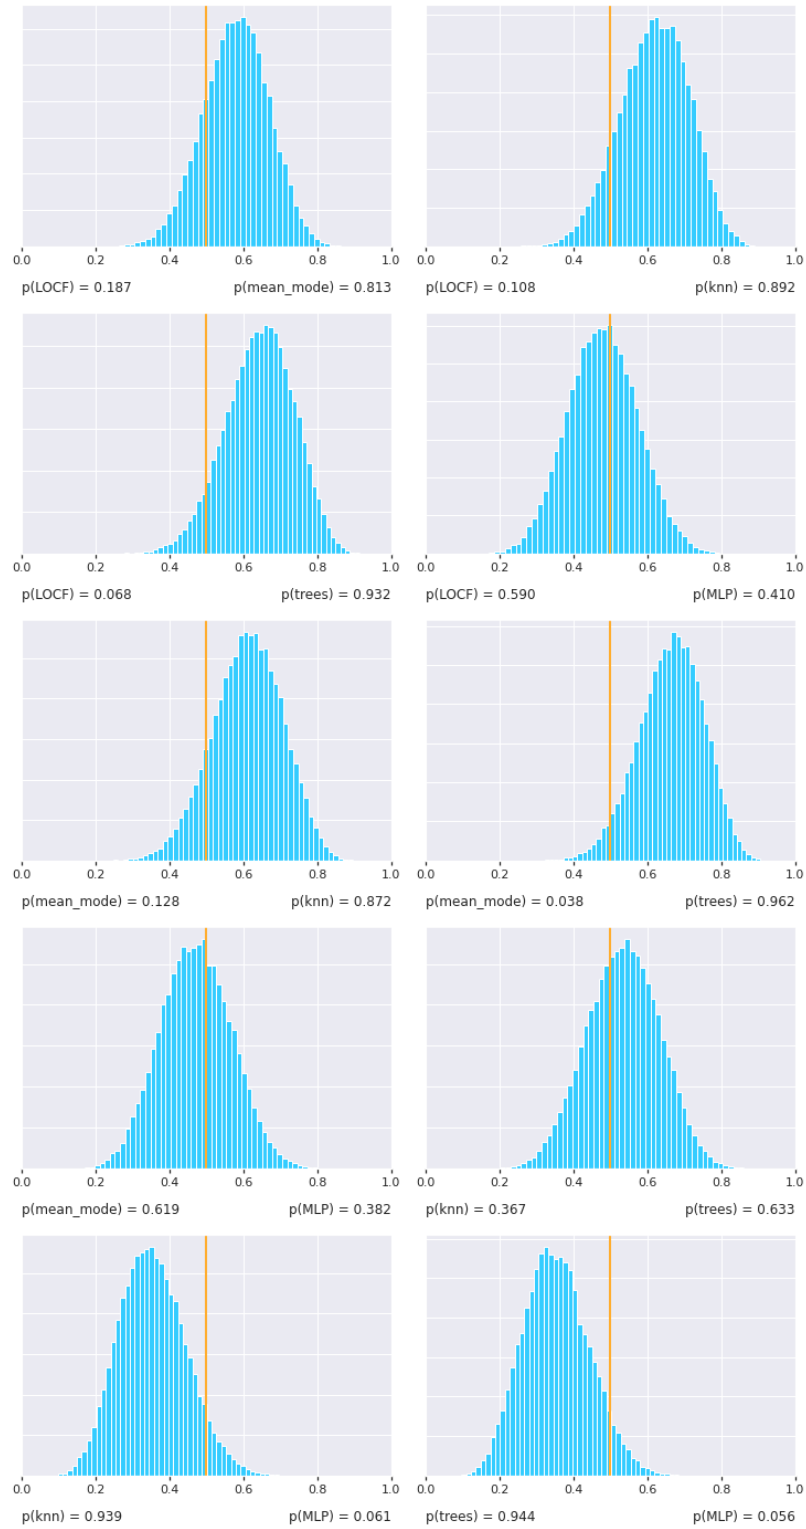 0.0 0.2 0.4 0.6 0.8 1.0 0.0 0.2 0.4 0.6 0.8 1.0
p(LOCF) = 0.187 p(mean_mode) = 0.813 p(LOCF) = 0.108 p(knn) = 0.892
0.0 0.2 0.4 0.6 0.8 1.0 0.0 0.2 0.4 0.6 0.8 1.0
p(LOCF) = 0.068 p(trees) = 0.932 p(LOCF) = 0.590 p(MLP) = 0.410
0.0 0.2 0.4 0.6 0.8 1.0 0.0 0.2 0.4 0.6 0.8 1.0
p(mean_mode) = 0.128 p(knn) = 0.872 p(mean_mode) = 0.038 p(trees) = 0.962
0.0 0.2 0.4 0.6 0.8 1.0 0.0 0.2 0.4 0.6 0.8 1.0
p(mean_mode) = 0.619 p(MLP) = 0.382 p(knn) = 0.367 p(trees) = 0.633
0.0 0.2 0.4 0.6 0.8 1.0 0.0 0.2 0.4 0.6 0.8 1.0
p(knn) = 0.939 p(MLP) = 0.061 p(trees) = 0.944 p(MLP) = 0.056